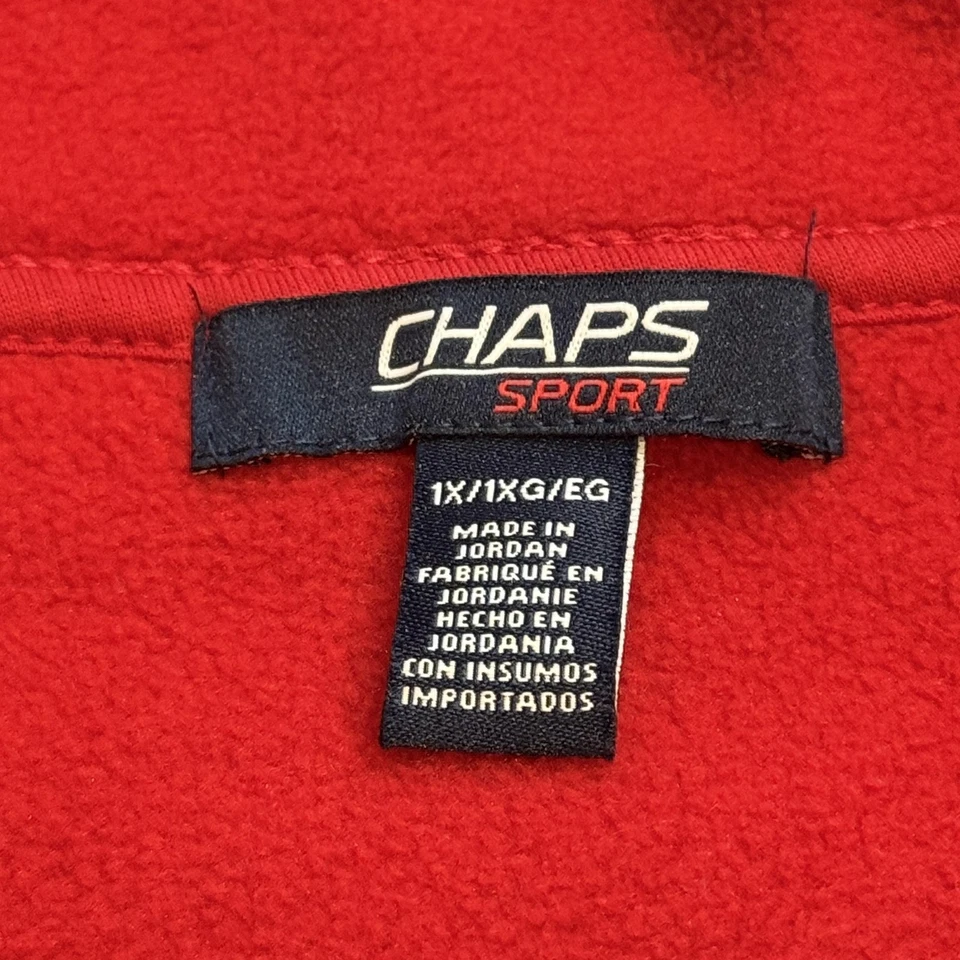 CHAPS
SPORT
1X/1XG/EG
MADE IN
JORDAN
FABRIQUÉ EN
JORDANIE
HECHO EN
JORDANIA
CON INSUMOS
IMPORTADOS